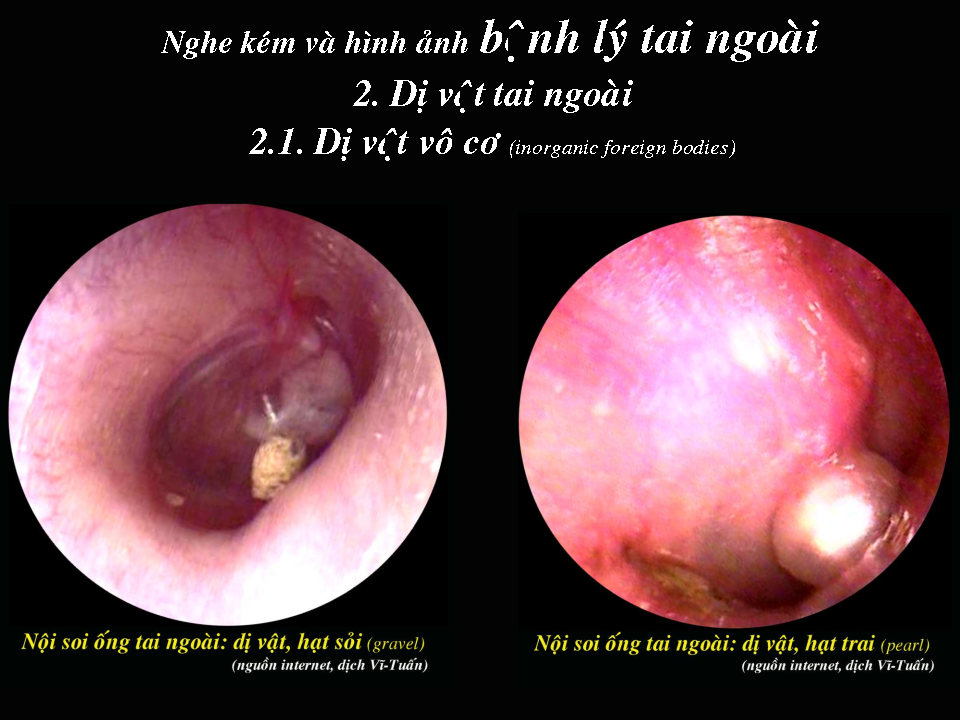 Nghe kém và hình ảnh bệnh lý tai ngoài
2. Dị vật tai ngoài
2.1. Dị vật vô cơ (inorganic foreign bodies)
Nội soi ống tai ngoài: dị vật, hạt sỏi (gravel)
(nguồn internet, dịch Vĩ-Tuấn)
Nội soi ống tai ngoài: dị vật, hạt trai (pearl)
(nguồn internet, dịch Vĩ-Tuấn)